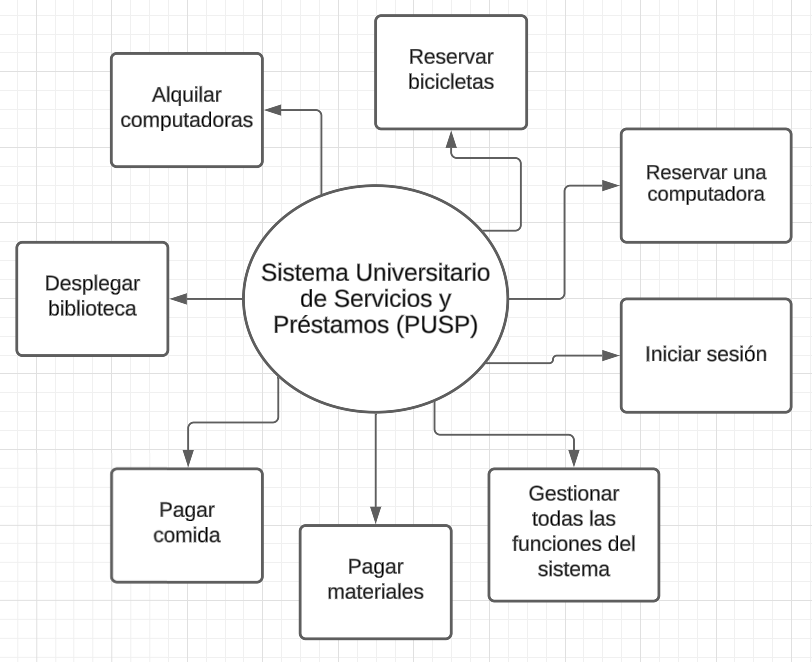 Reservar
bicicletas
Alquilar
computadoras
Reservar una
computadora
Desplegar
biblioteca
Sistema Universitario
de Servicios y
Préstamos (PUSP)
Iniciar sesión
Pagar
comida
Pagar
materiales
Gestionar
todas las
funciones del
sistema